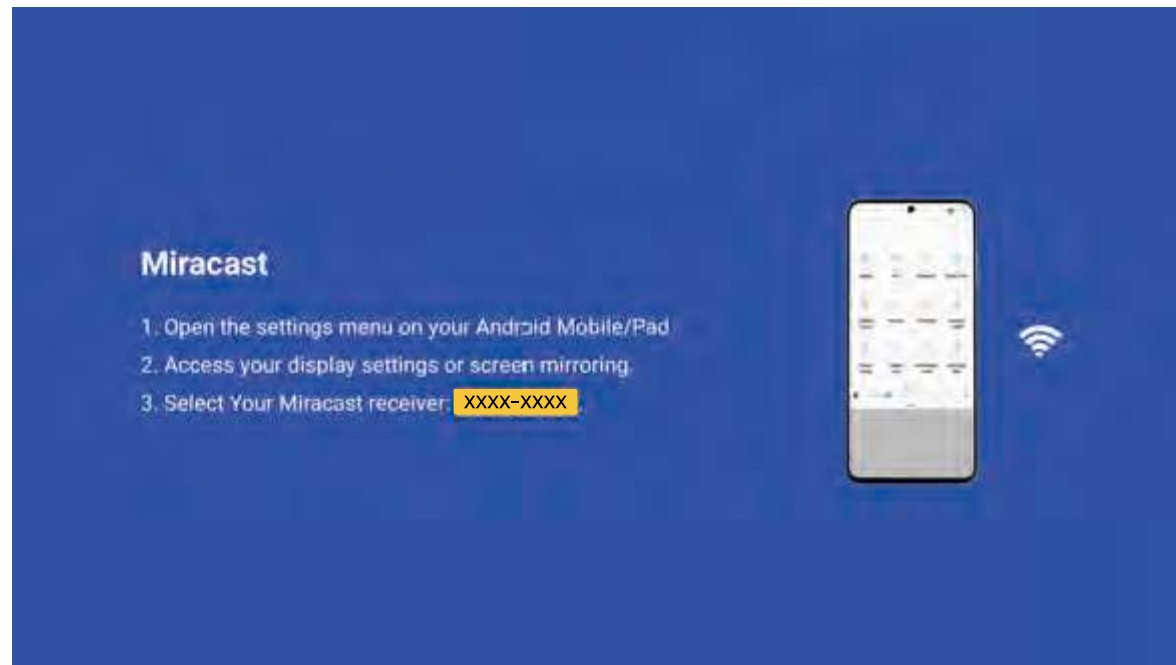 Miracast
1. Open the settings menu on your Android Mobile/Pad
2. Access your display settings or screen mirroring.
3. Select Your Miracast receiver: XXXX-XXXX.